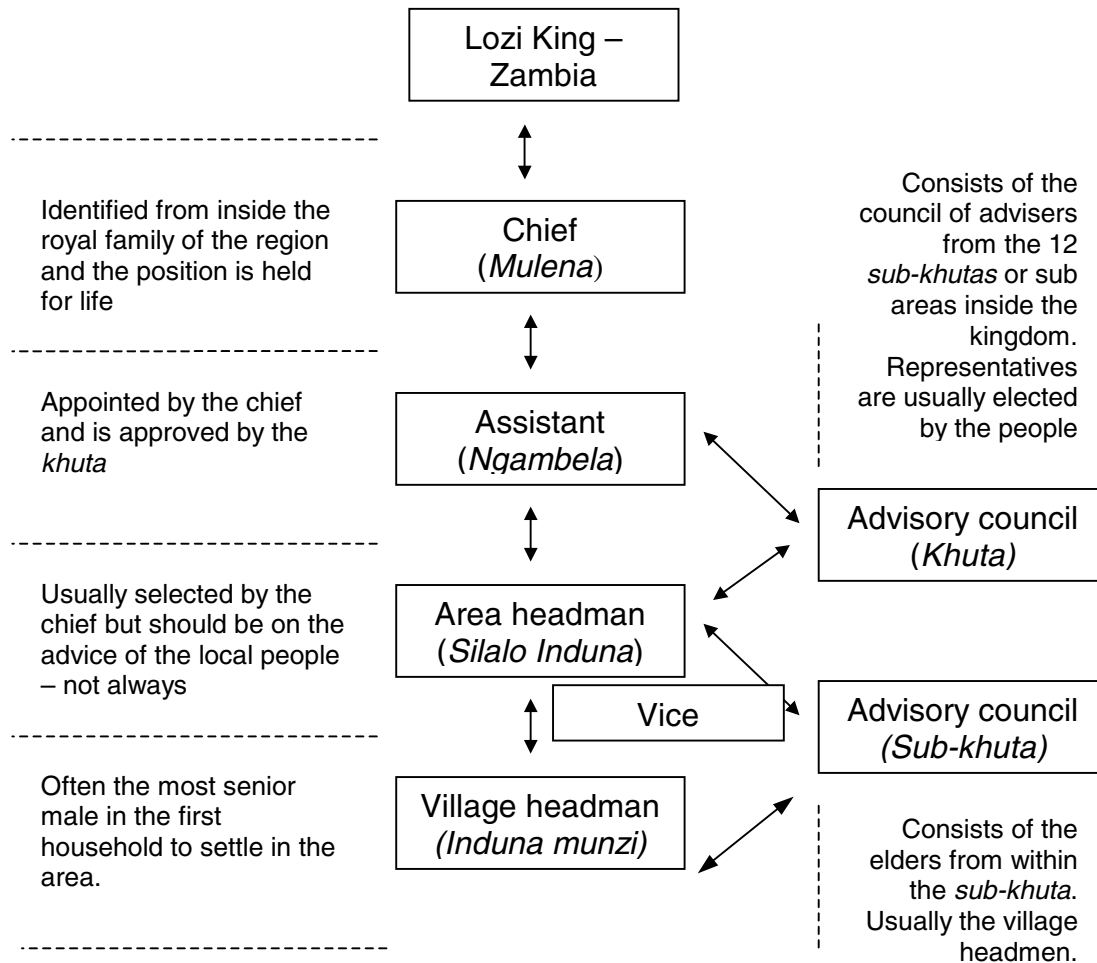 Lozi King –
Zambia
Identified from inside the
royal family of the region
and the position is held
for life
Chief
(Mulena)
Consists of the
council of advisers
from the 12
sub-khutas or sub
areas inside the
kingdom.
Representatives
are usually elected
by the people
Appointed by the chief
and is approved by the
khuta
Assistant
(Ngambela)
Advisory council
(Khuta)
Usually selected by the
chief but should be on the
advice of the local people
– not always
Area headman
(Silalo Induna)
Vice
Advisory council
(Sub-khuta)
Often the most senior
male in the first
household to settle in the
area.
Village headman
(Induna munzi)
Consists of the
elders from within
the sub-khuta.
Usually the village
headmen.